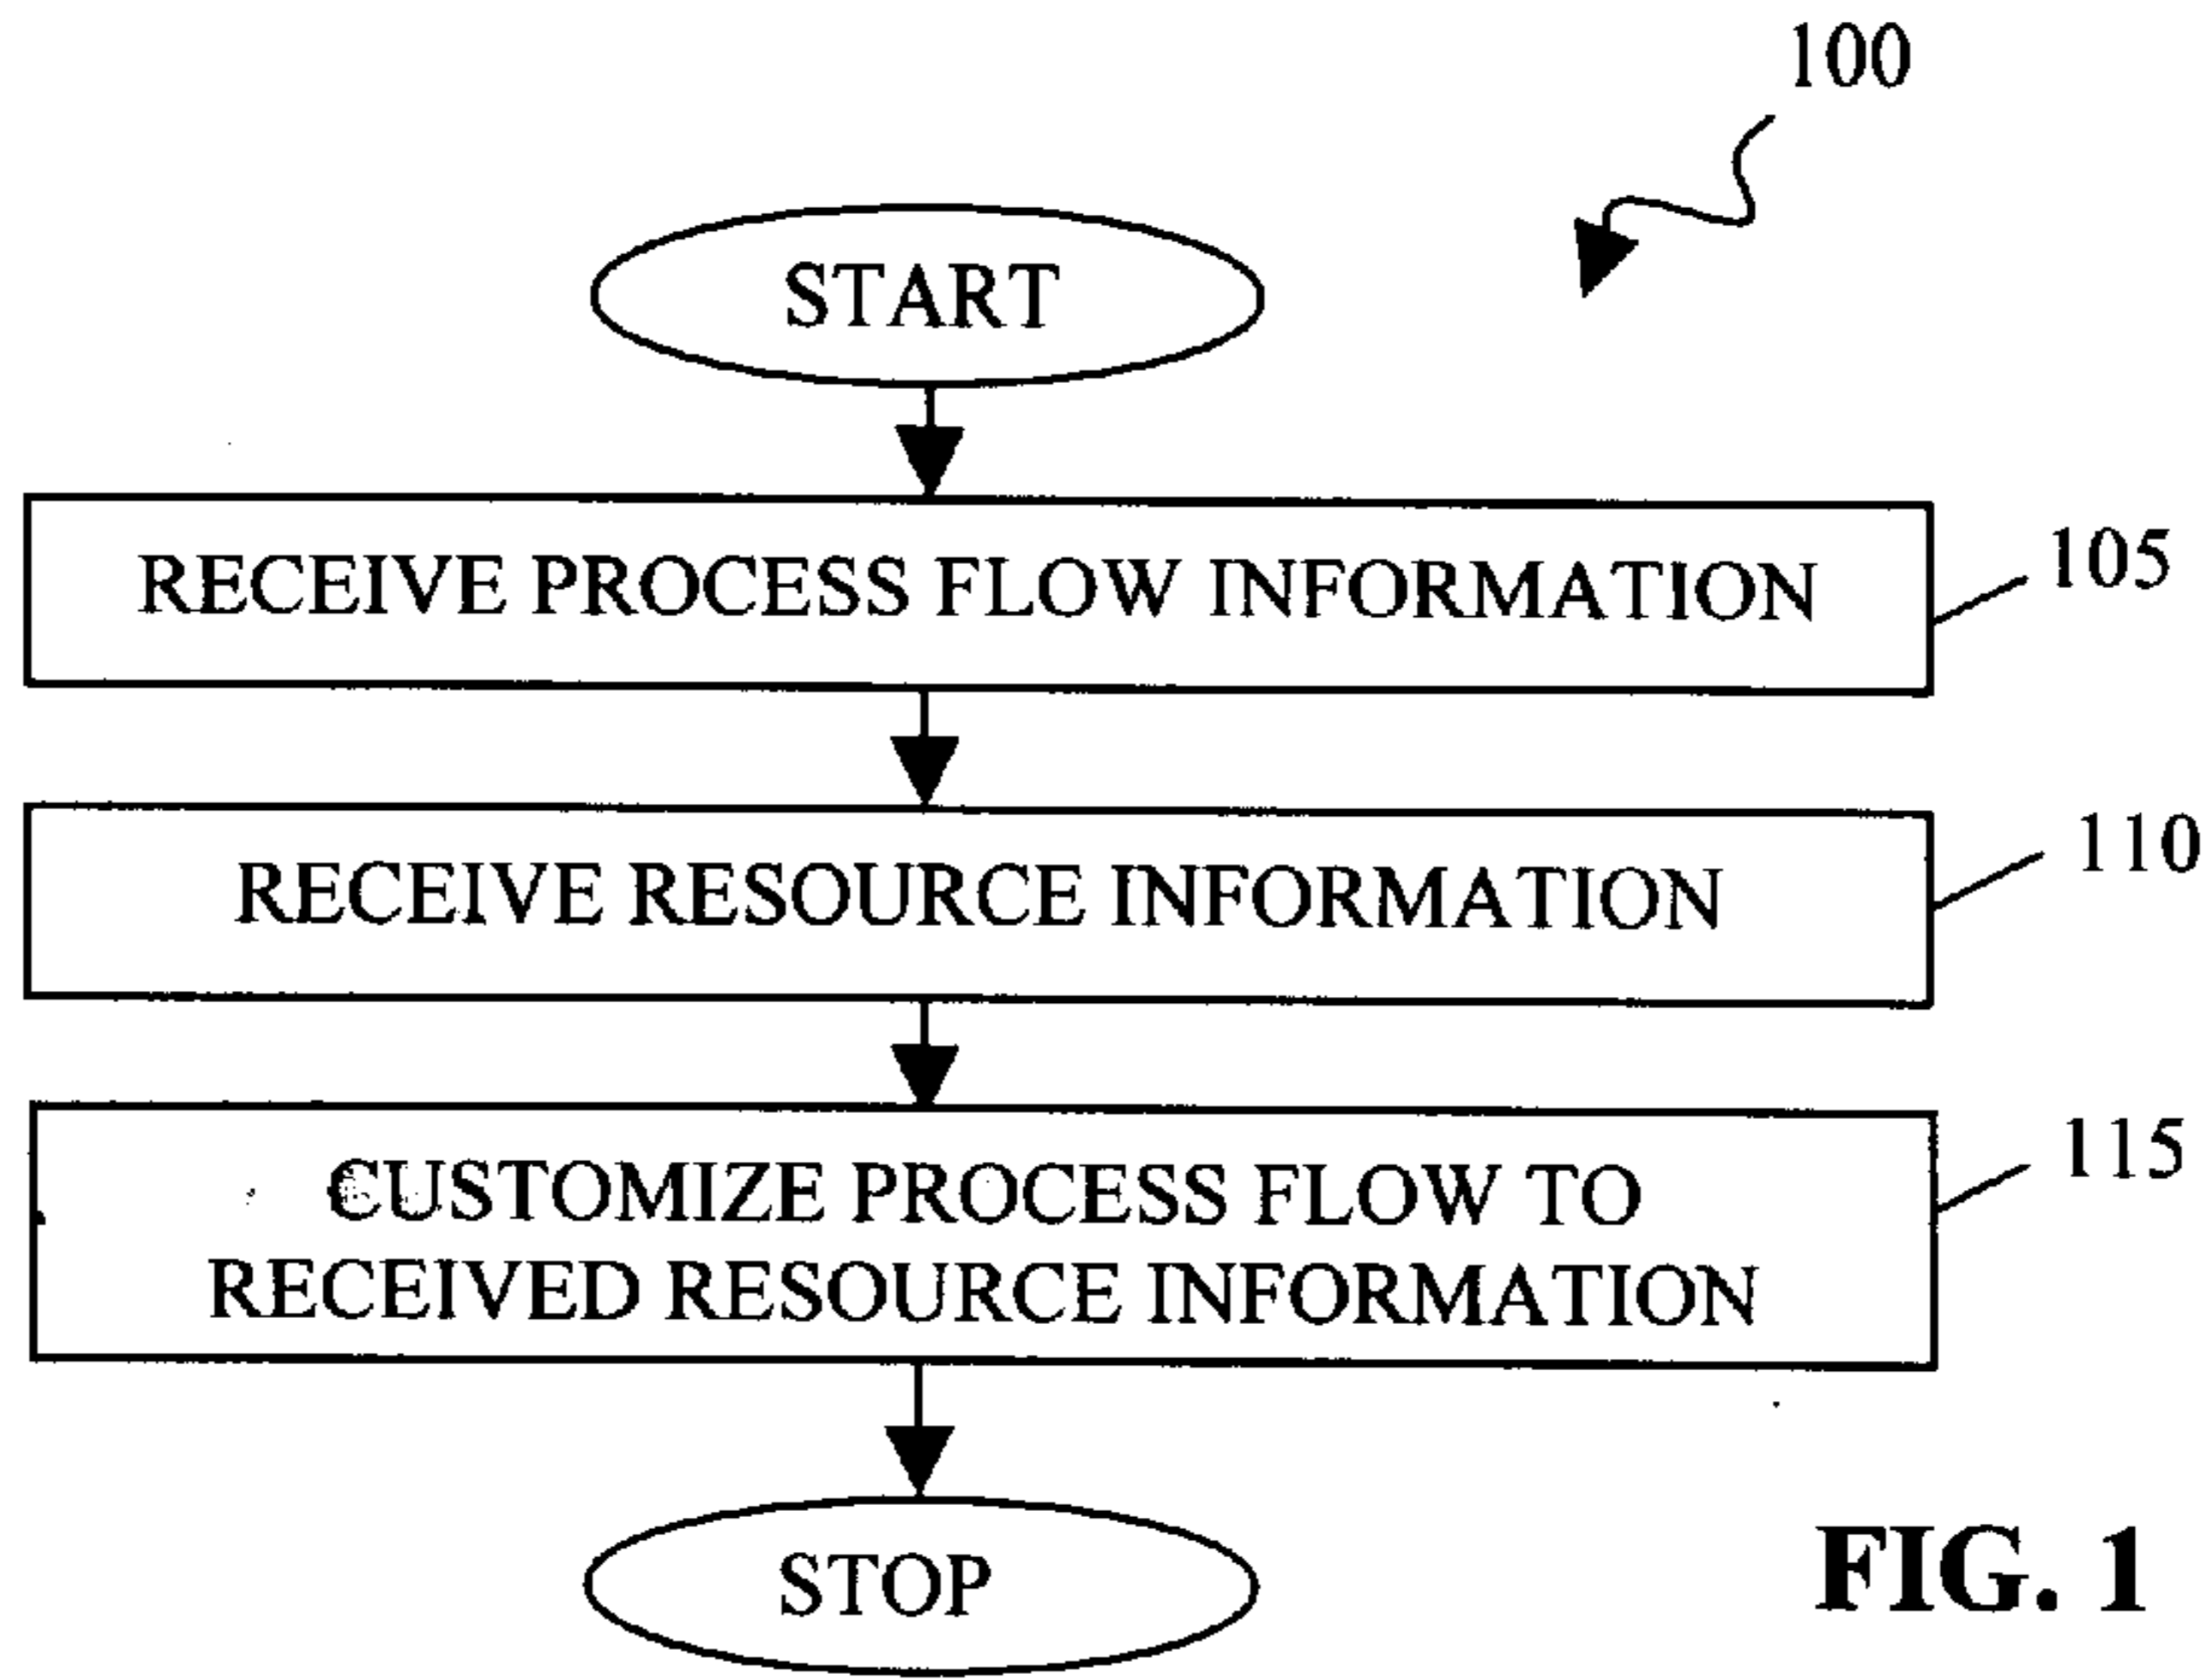 100
START
RECEIVE PROCESS FLOW INFORMATION
105
RECEIVE RESOURCE INFORMATION
110
CUSTOMIZE PROCESS FLOW TO
RECEIVED RESOURCE INFORMATION
115
STOP
FIG. 1